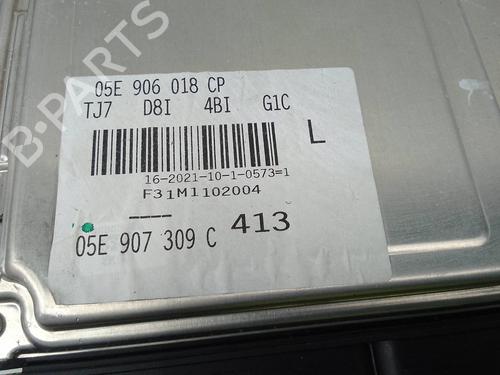 B-PARTS
05E 906 018 CP
TJ7 D8I 4BI G1C
L
16-2021-10-1-0573=1
F31M1102004
----
05E 907 309 C 413